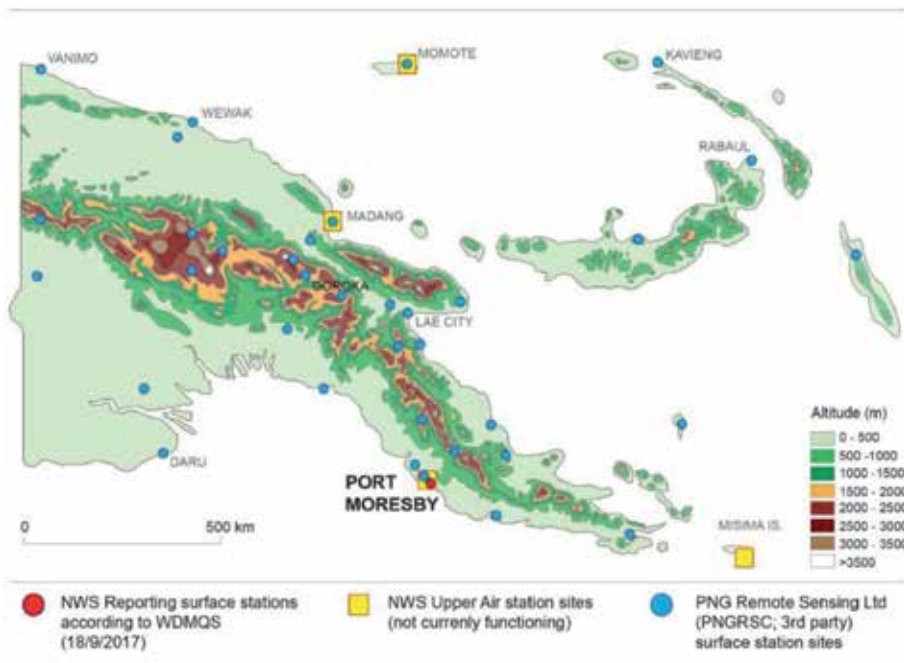 VANIMO
MOMOTE
KAVIENG
WEWAK
RABAUL
MADANG
GOROKA
LAE CITY
DARU
PORT
MORESBY
MISIMA IS.
0 500 km
Altitude (m)
0 - 500
500 -1000
1000 - 1500
1500 - 2000
2000 - 2500
2500 - 3000
3000 - 3500
>3500
NWS Reporting surface stations
according to WDMQS
(18/9/2017)
NWS Upper Air station sites
(not currenly functioning)
PNG Remote Sensing Ltd
(PNGRSC; 3rd party)
surface station sites